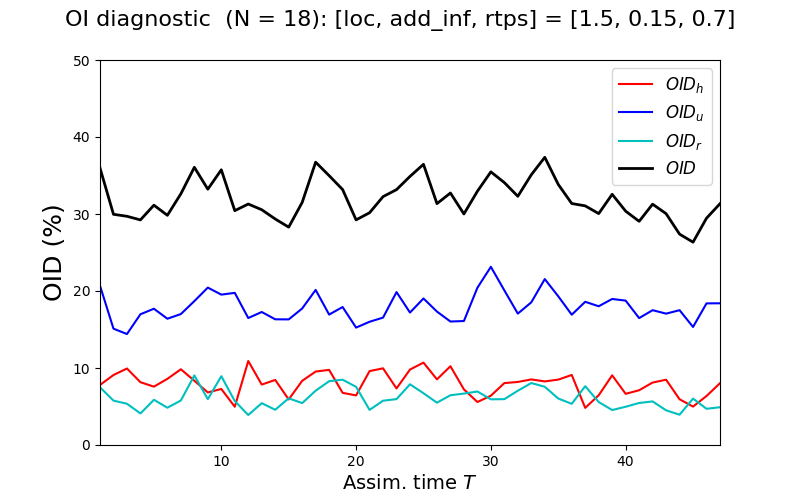 OI diagnostic (N = 18): [loc, add_inf, rtps] = [1.5, 0.15, 0.7]
OID (%)
50
40
30
20
10
0
OID_h
OID_u
OID_r
OID
10 20 30 40
Assim. time T